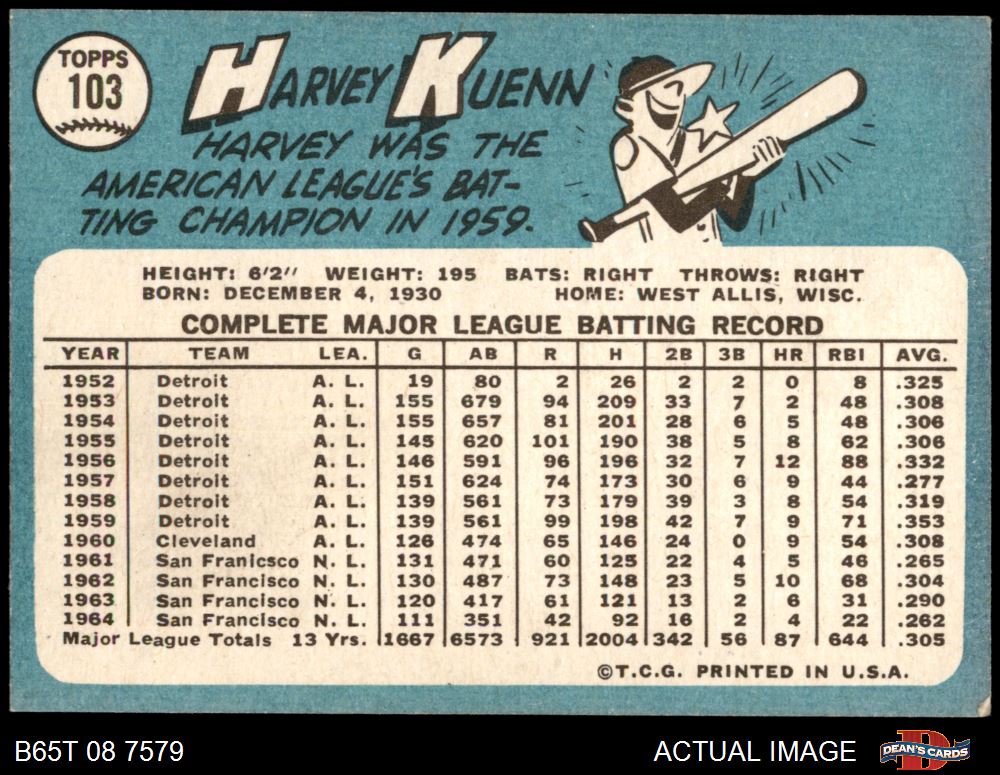 TOPPS
103
HARVEY KUENN
HARVEY WAS THE
AMERICAN LEAGUE'S BAT-
TING CHAMPION IN 1959.
HEIGHT: 6'2" WEIGHT: 195 BATS: RIGHT THROWS: RIGHT
BORN: DECEMBER 4, 1930 HOME: WEST ALLIS, WISC.
COMPLETE MAJOR LEAGUE BATTING RECORD
YEAR TEAM LEA. G AB R H 2B 3B HR RBI AVG.
1952 Detroit A. L. 19 80 2 26 2 2 0 8 .325
1953 Detroit A. L. 155 679 94 209 33 7 2 48 .308
1954 Detroit A. L. 155 657 81 201 28 6 5 48 .306
1955 Detroit A. L. 145 620 101 190 38 5 8 62 .306
1956 Detroit A. L. 146 591 96 196 32 7 12 88 .332
1957 Detroit A. L. 151 624 74 173 30 6 9 44 .277
1958 Detroit A. L. 139 561 73 179 39 3 8 54 .319
1959 Detroit A. L. 139 561 99 198 42 7 9 71 .353
1960 Cleveland A. L. 126 474 65 146 24 0 9 54 .308
1961 San Franicsco N. L. 131 471 60 125 22 4 5 46 .265
1962 San Francisco N. L. 130 487 73 148 23 5 10 68 .304
1963 San Francisco N. L. 120 417 61 121 13 2 6 31 .290
1964 San Francisco N. L. 111 351 42 92 16 2 4 22 .262
Major League Totals 13 Yrs. 1667 6573 921 2004 342 56 87 644 .305
©T.C.G. PRINTED IN U.S.A.
B65T 08 7579 ACTUAL IMAGE DEAN'S CARDS